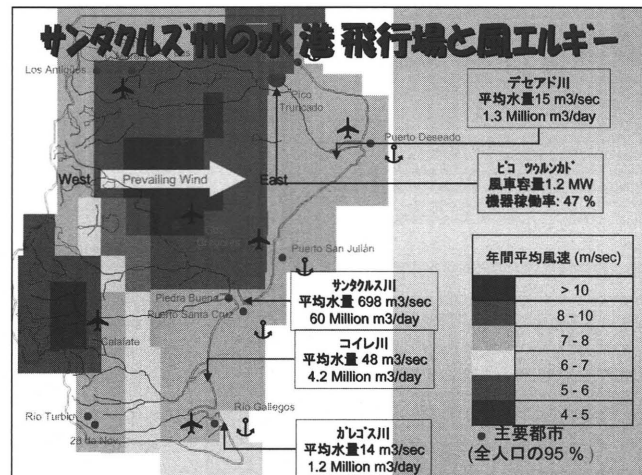 サンタクルズ州の水 港 飛行場と風エルギー
Los Antiguos
Pico
Truncado
デセアド川
平均水量15 m3/sec
1.3 Million m3/day
Puerto Deseado
West
Prevailing Wind
East
ピコ ツゥルンカド
風車容量1.2 MW
機器稼働率: 47 %
Puerto San Julián
年間平均風速 (m/sec)
> 10
8 - 10
7 - 8
6 - 7
5 - 6
4 - 5
サンタクルス川
平均水量 698 m3/sec
60 Million m3/day
Piedra Buena
Puerto Santa Cruz
コイレ川
平均水量 48 m3/sec
4.2 Million m3/day
Calafate
Rio Turbio
28 de Nov.
Rio Gallegos
ガレゴス川
平均水量14 m3/sec
1.2 Million m3/day
主要都市
(全人口の95 % )